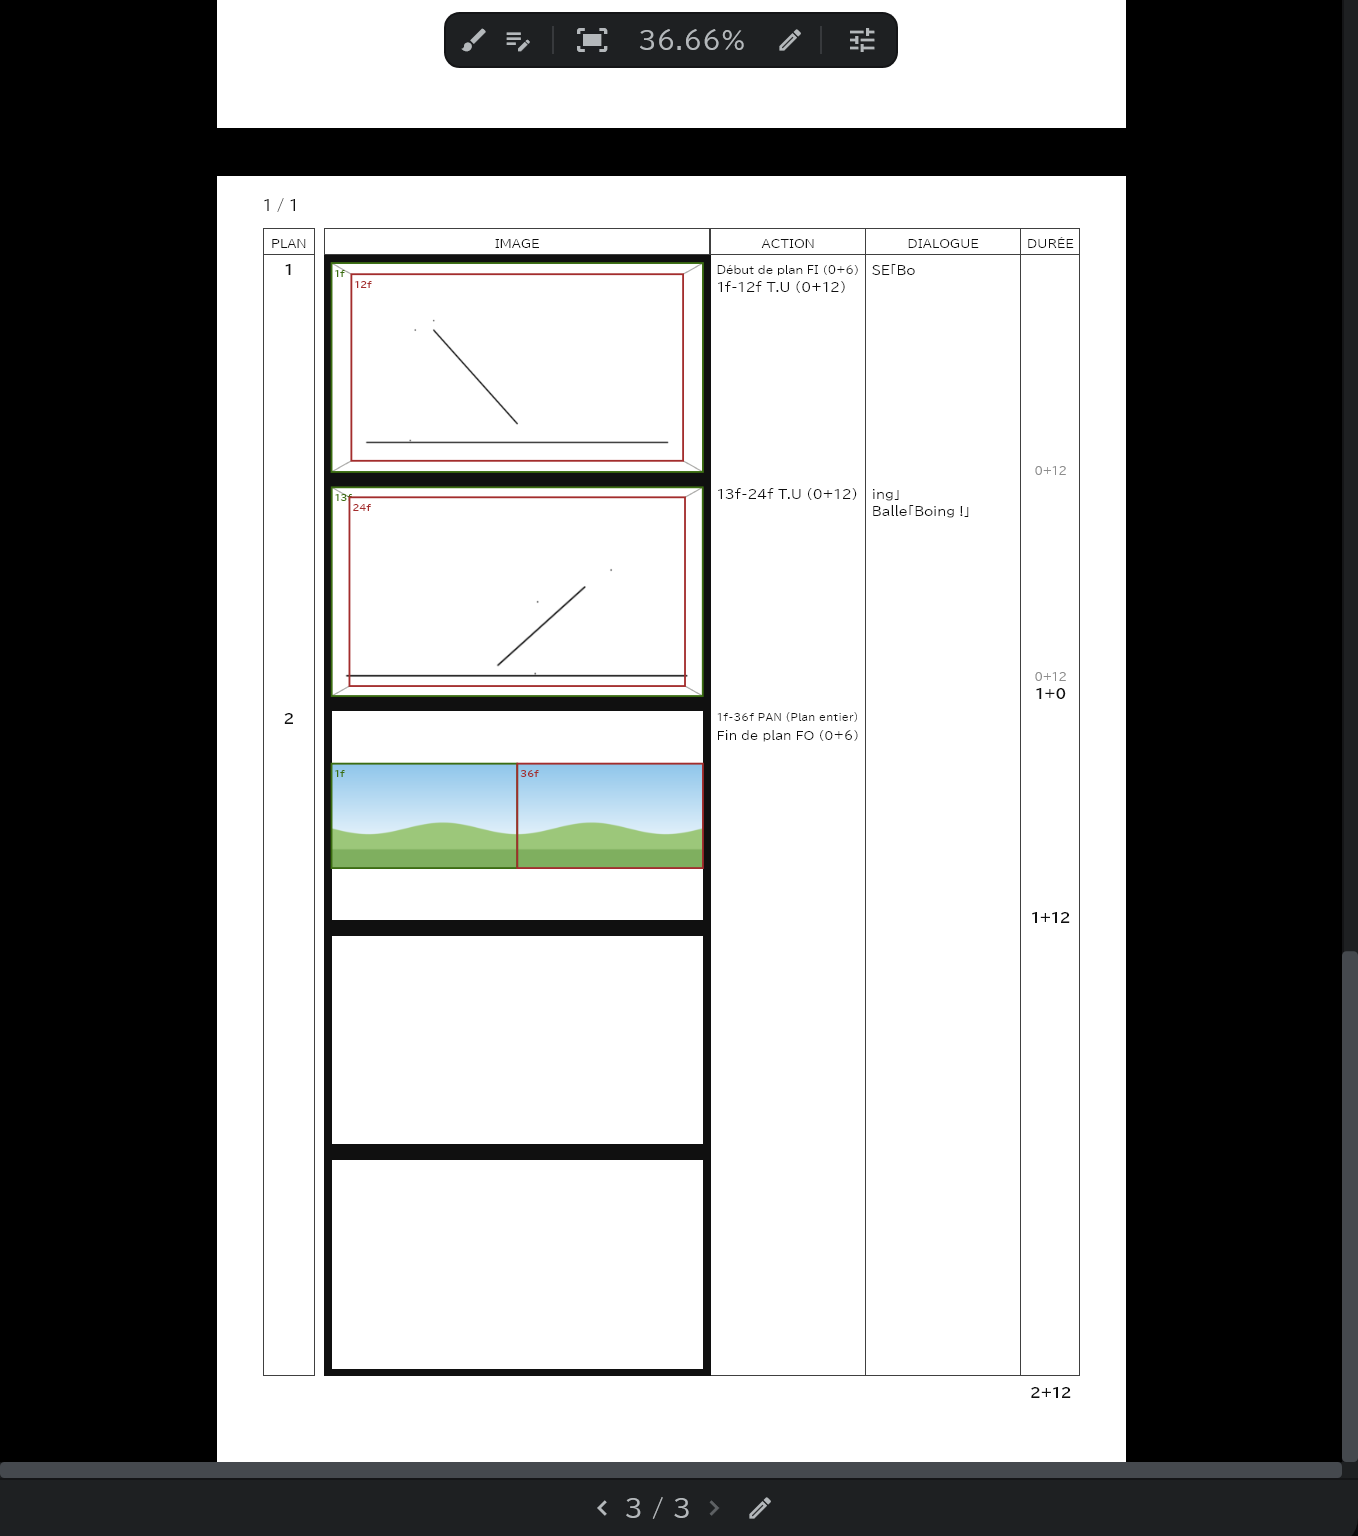 36.66%
1 / 1
PLAN IMAGE ACTION DIALOGUE DURÉE
1
1f
12f
Début de plan FI (0+6)
1f-12f T.U (0+12)
SE「Bo
0+12
13f
24f
13f-24f T.U (0+12)
ing」
Balle「Boing !」
0+12
1+0
2
1f
36f
1f-36f PAN (Plan entier)
Fin de plan FO (0+6)
1+12
2+12
3 / 3